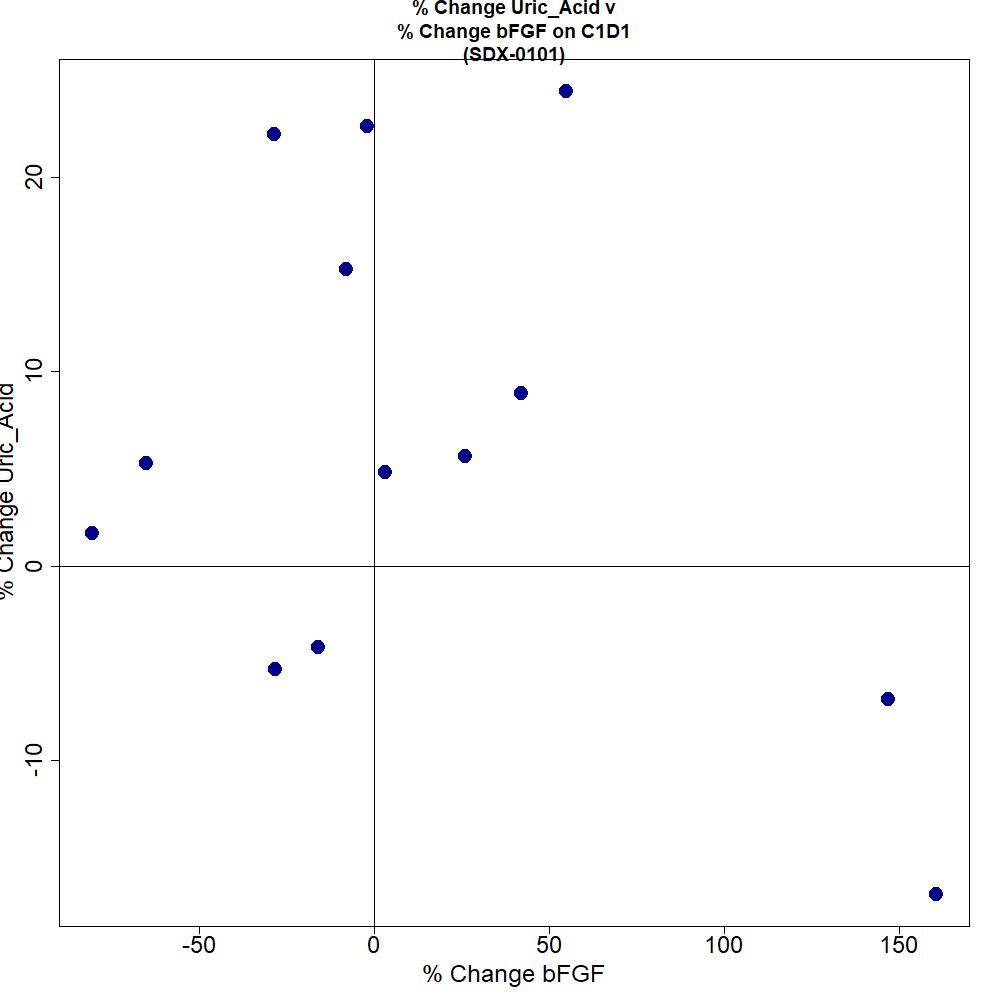 % Change Uric_Acid v
% Change bFGF on C1D1
(SDX-0101)
% Change Uric_Acid
20
10
0
-10
-50
0
50
100
150
% Change bFGF